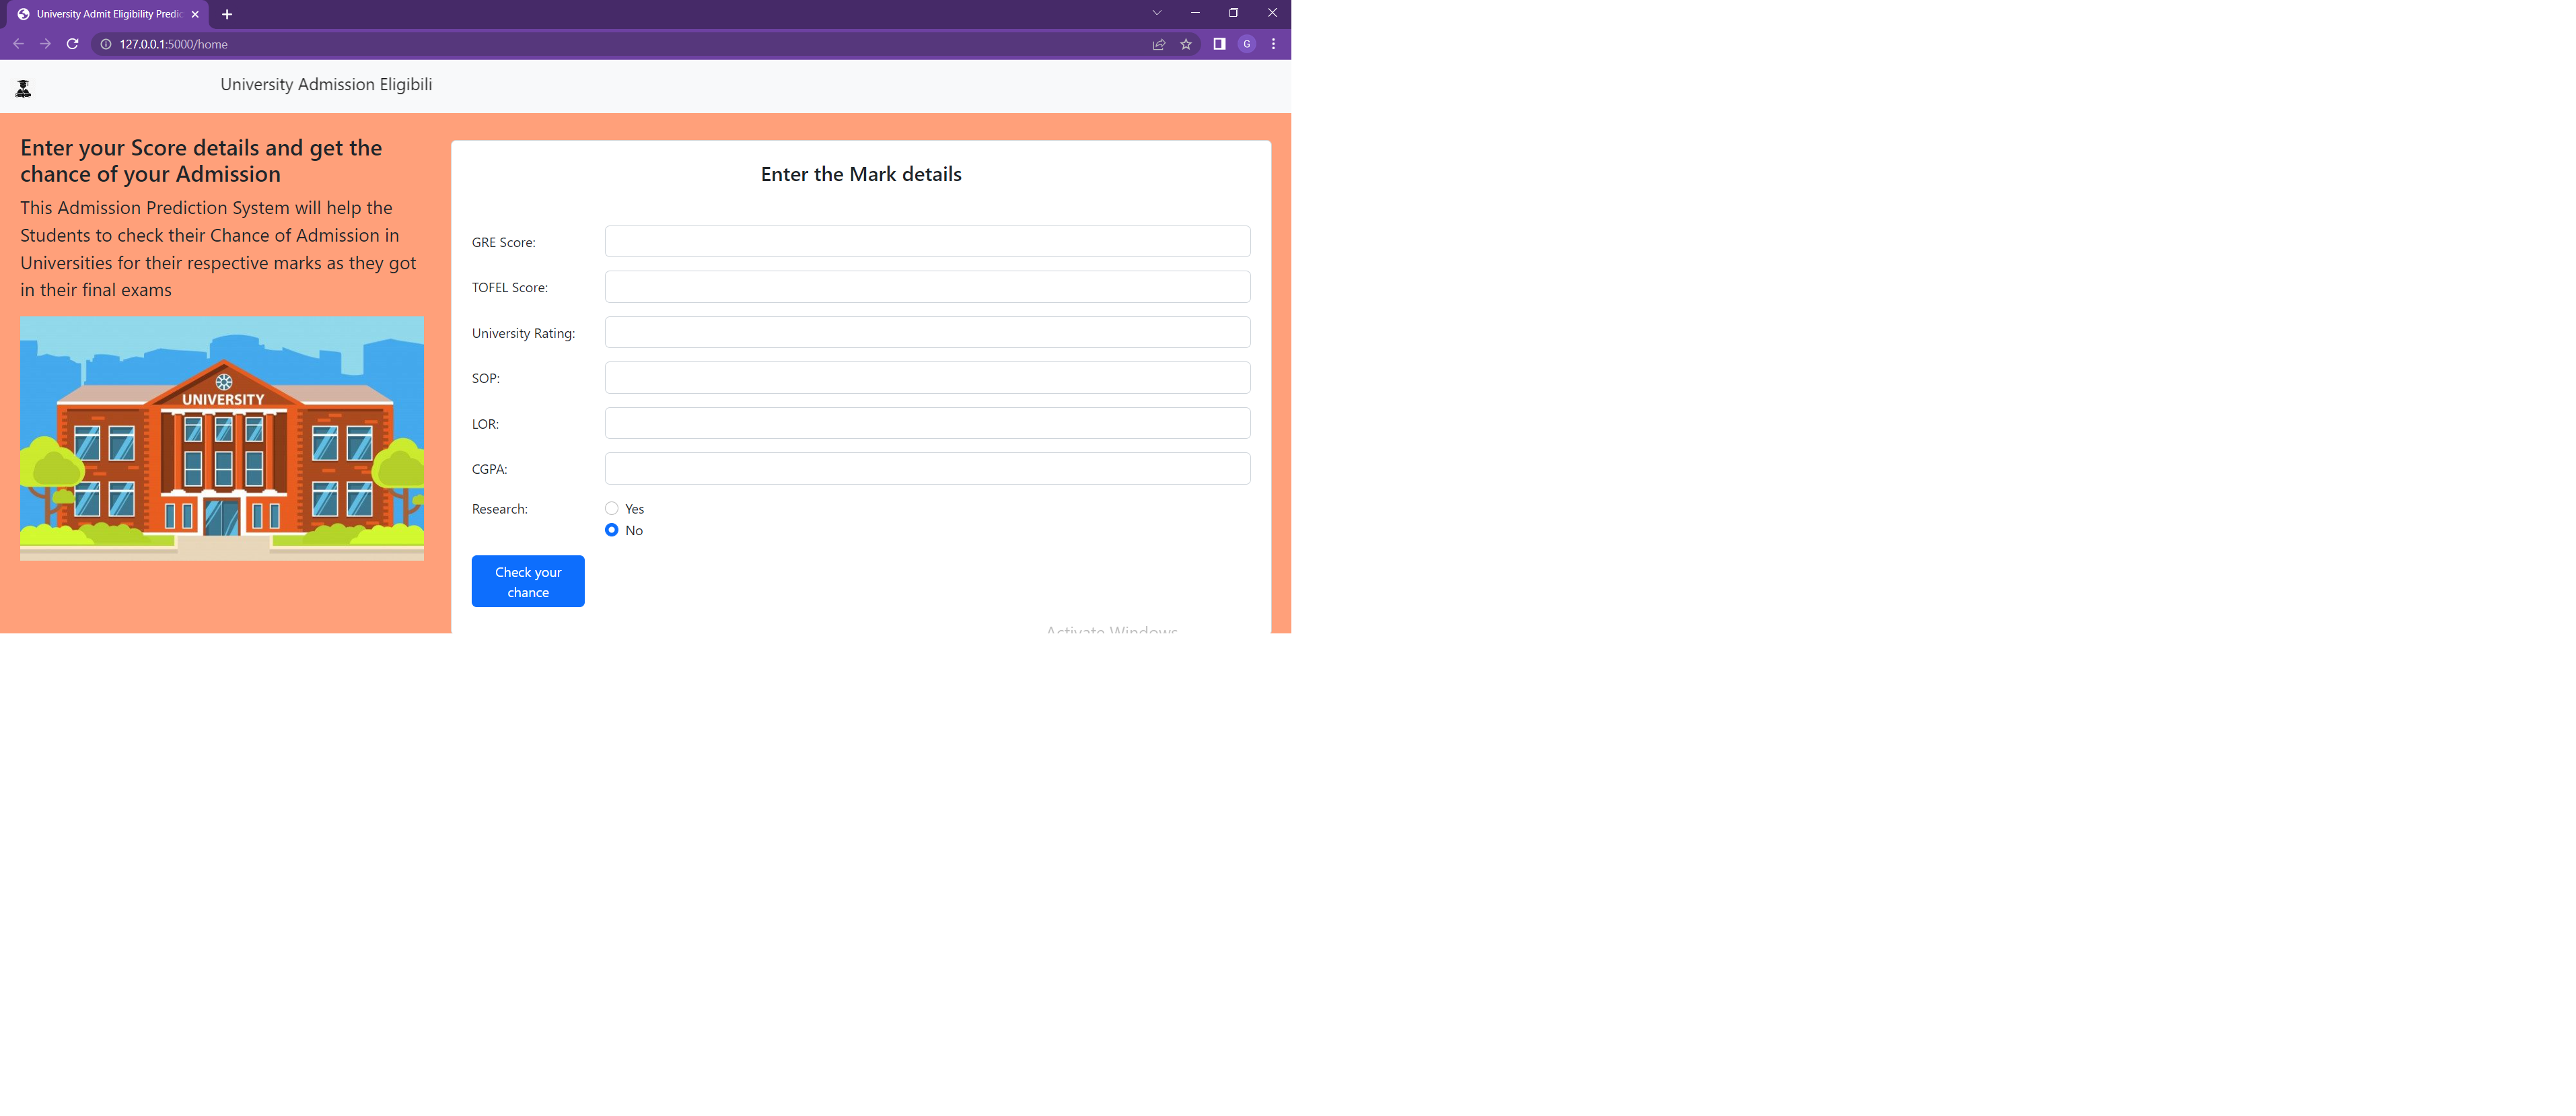 University Admit Eligibility Predic
127.0.0.1:5000/home
G
University Admission Eligibili
Enter your Score details and get the
chance of your Admission
This Admission Prediction System will help the
Students to check their Chance of Admission in
Universities for their respective marks as they got
in their final exams
UNIVERSITY
Enter the Mark details
GRE Score:
TOFEL Score:
University Rating:
SOP:
LOR:
CGPA:
Research:
Yes
No
Check your
chance
Activate Windows